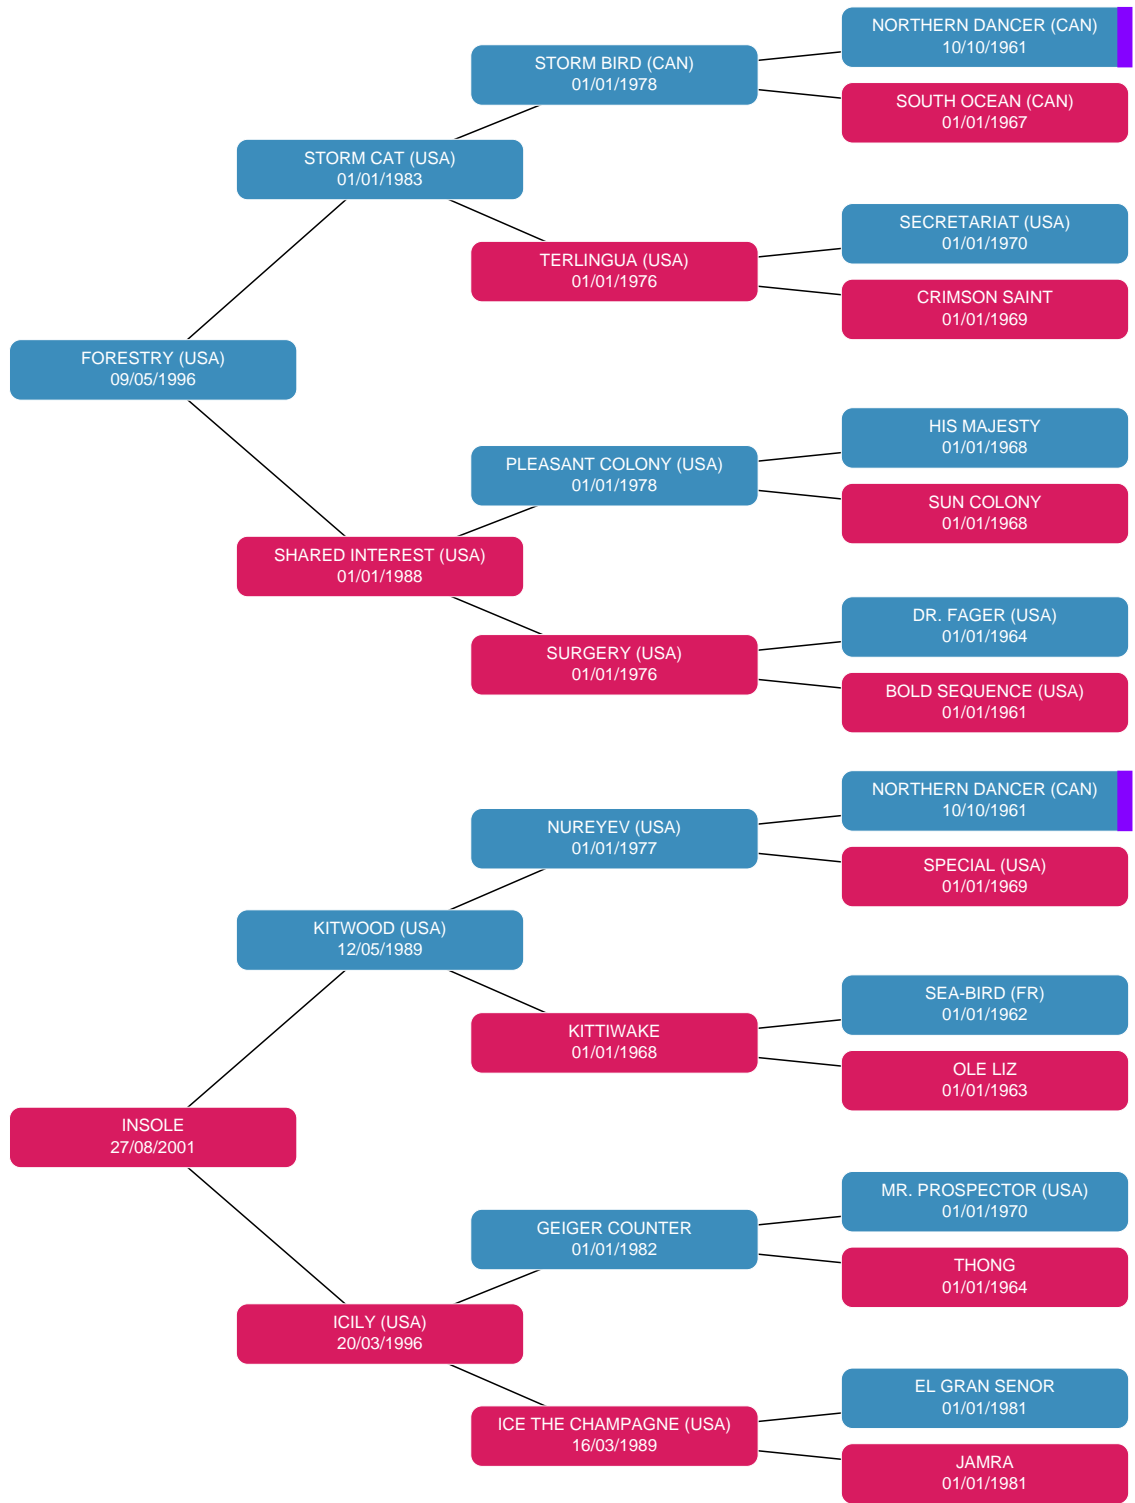 NORTHERN DANCER (CAN)
10/10/1961
STORM BIRD (CAN)
01/01/1978
SOUTH OCEAN (CAN)
01/01/1967
STORM CAT (USA)
01/01/1983
SECRETARIAT (USA)
01/01/1970
TERLINGUA (USA)
01/01/1976
CRIMSON SAINT
01/01/1969
FORESTRY (USA)
09/05/1996
HIS MAJESTY
01/01/1968
PLEASANT COLONY (USA)
01/01/1978
SUN COLONY
01/01/1968
SHARED INTEREST (USA)
01/01/1988
DR. FAGER (USA)
01/01/1964
SURGERY (USA)
01/01/1976
BOLD SEQUENCE (USA)
01/01/1961
NORTHERN DANCER (CAN)
10/10/1961
NUREYEV (USA)
01/01/1977
SPECIAL (USA)
01/01/1969
KITWOOD (USA)
12/05/1989
SEA-BIRD (FR)
01/01/1962
KITTIWAKE
01/01/1968
OLE LIZ
01/01/1963
INSOLE
27/08/2001
MR. PROSPECTOR (USA)
01/01/1970
GEIGER COUNTER
01/01/1982
THONG
01/01/1964
ICILY (USA)
20/03/1996
EL GRAN SENOR
01/01/1981
ICE THE CHAMPAGNE (USA)
16/03/1989
JAMRA
01/01/1981